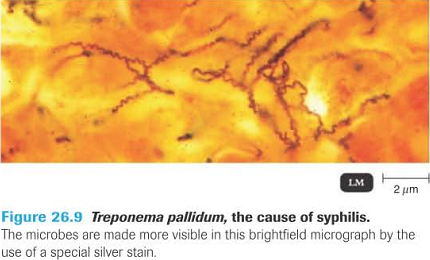 LM
2 μm
Figure 26.9 Treponema pallidum, the cause of syphilis.
The microbes are made more visible in this brightfield micrograph by the
use of a special silver stain.